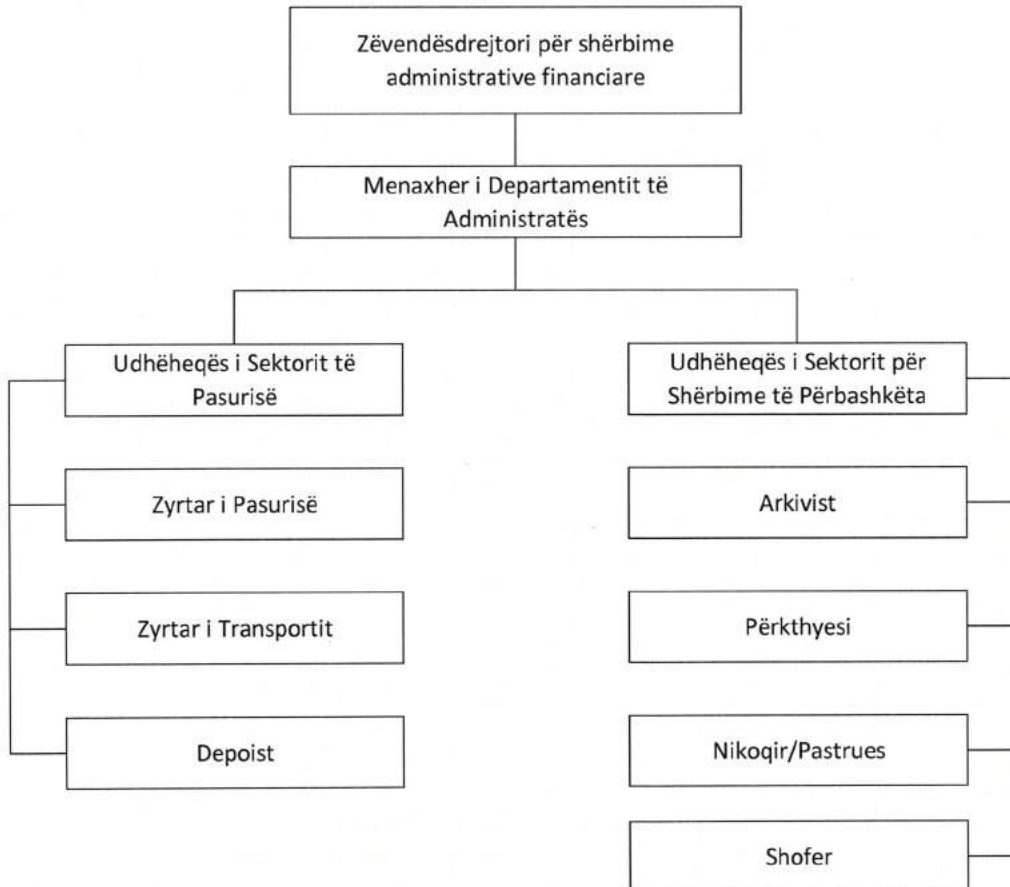 Zëvendësdrejtori për shërbime
administrative financiare
Menaxher i Departamentit të
Administratës
Udhëheqës i Sektorit të
Pasurisë
Zyrtar i Pasurisë
Zyrtar i Transportit
Depoist
Udhëheqës i Sektorit për
Shërbime të Përbashkëta
Arkivist
Përkthyesi
Nikoqir/Pastrues
Shofer